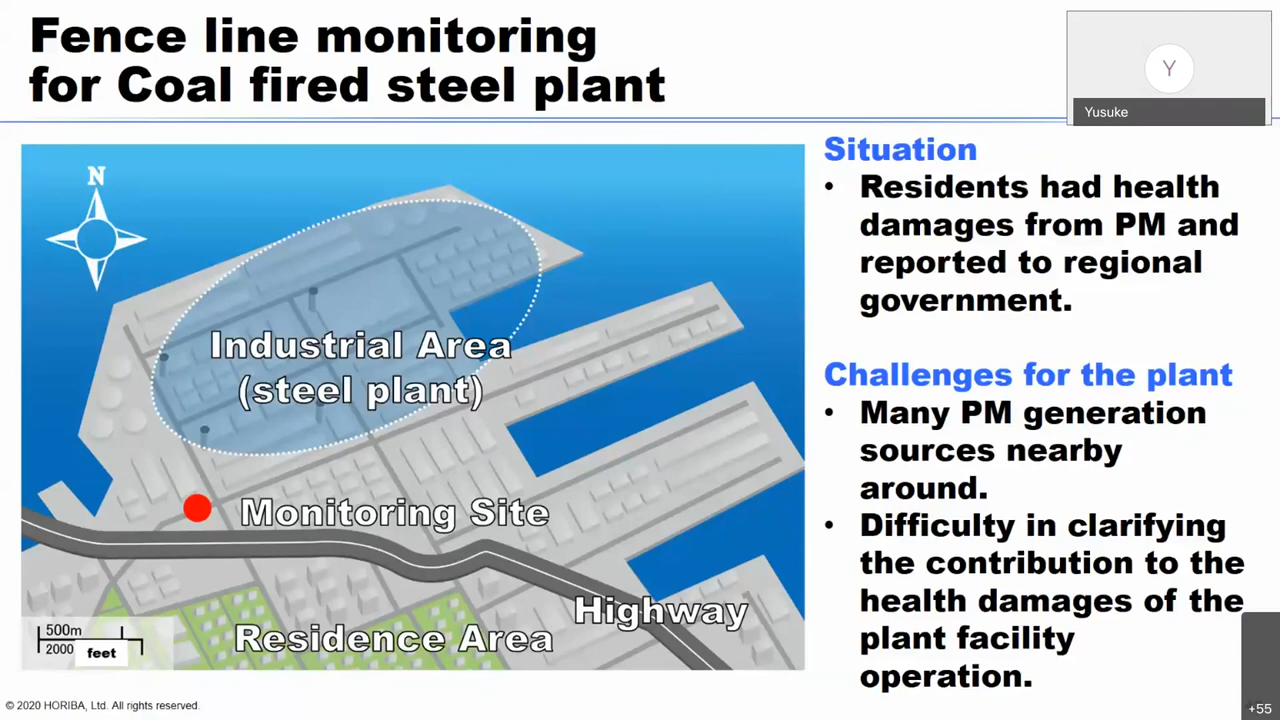 Fence line monitoring
for Coal fired steel plant
Y
Yusuke
N
Industrial Area
(steel plant)
Monitoring Site
Highway
Residence Area
500m
2000 feet
Situation
• Residents had health
damages from PM and
reported to regional
government.
Challenges for the plant
• Many PM generation
sources nearby
around.
• Difficulty in clarifying
the contribution to the
health damages of the
plant facility
operation.
© 2020 HORIBA, Ltd. All rights reserved.
+55